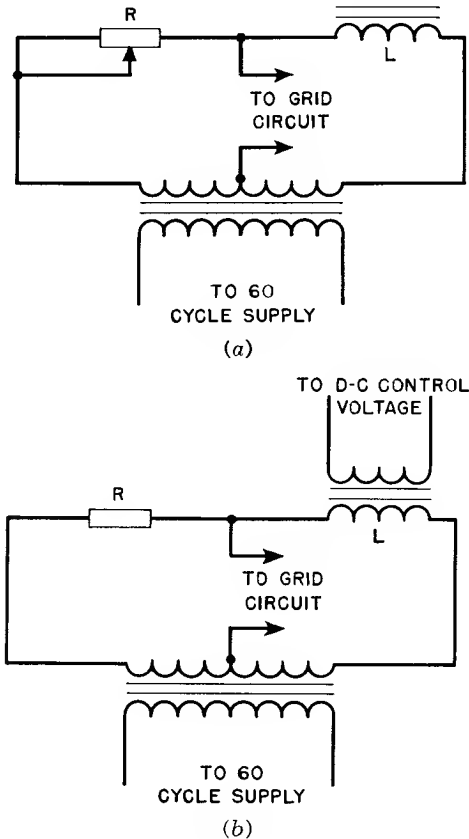 R
L
TO GRID
CIRCUIT
TO 60
CYCLE SUPPLY
(a)
TO D-C CONTROL
VOLTAGE
R
L
TO GRID
CIRCUIT
TO 60
CYCLE SUPPLY
(b)